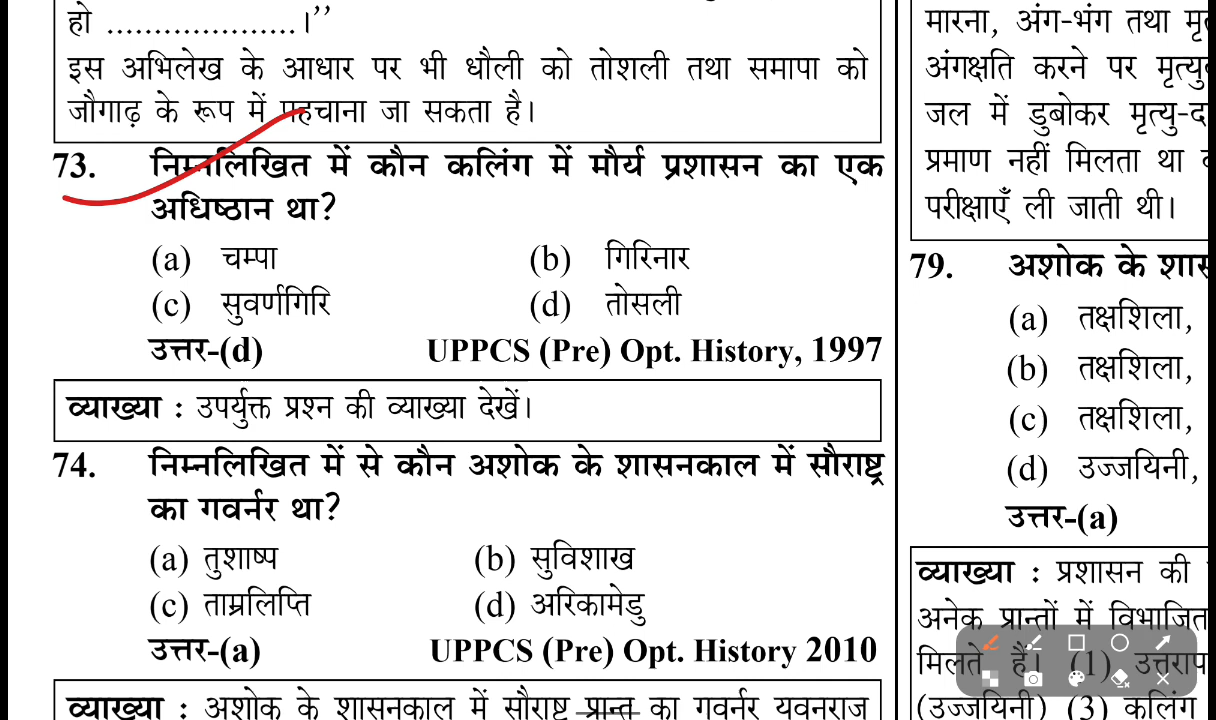 हो .....................।’’
इस अभिलेख के आधार पर भी धौली को तोशली तथा समापा को
जौगाढ़ के रूप में पहचाना जा सकता है।
73. निम्नलिखित में कौन कलिंग में मौर्य प्रशासन का एक
अधिष्ठान था?
(a) चम्पा (b) गिरिनार
(c) सुवर्णगिरि (d) तोसली
उत्तर-(d) UPPCS (Pre) Opt. History, 1997
व्याख्या : उपर्युक्त प्रश्न की व्याख्या देखें।
74. निम्नलिखित में से कौन अशोक के शासनकाल में सौराष्ट्र
का गवर्नर था?
(a) तुशाष्प (b) सुविशाख
(c) ताम्रलिप्ति (d) अरिकामेडु
उत्तर-(a) UPPCS (Pre) Opt. History 2010
व्याख्या : अशोक के शासनकाल में सौराष्ट्र प्रान्त का गवर्नर यवनराज
मारना, अंग-भंग तथा
अंगक्षति करने पर
जल में डुबोकर मृत्यु-द
प्रमाण नहीं मिलता था
परीक्षाएँ ली जाती थी।
79. अशोक के
(a) तक्षशिला,
(b) तक्षशिला,
(c) तक्षशिला,
(d) उज्जयिनी,
उत्तर-(a)
व्याख्या : प्रशासन की
अनेक प्रान्तों में विभाजित
मिलते हैं। (1) उत्तराप
(उज्जयिनी) (3) कलिंग